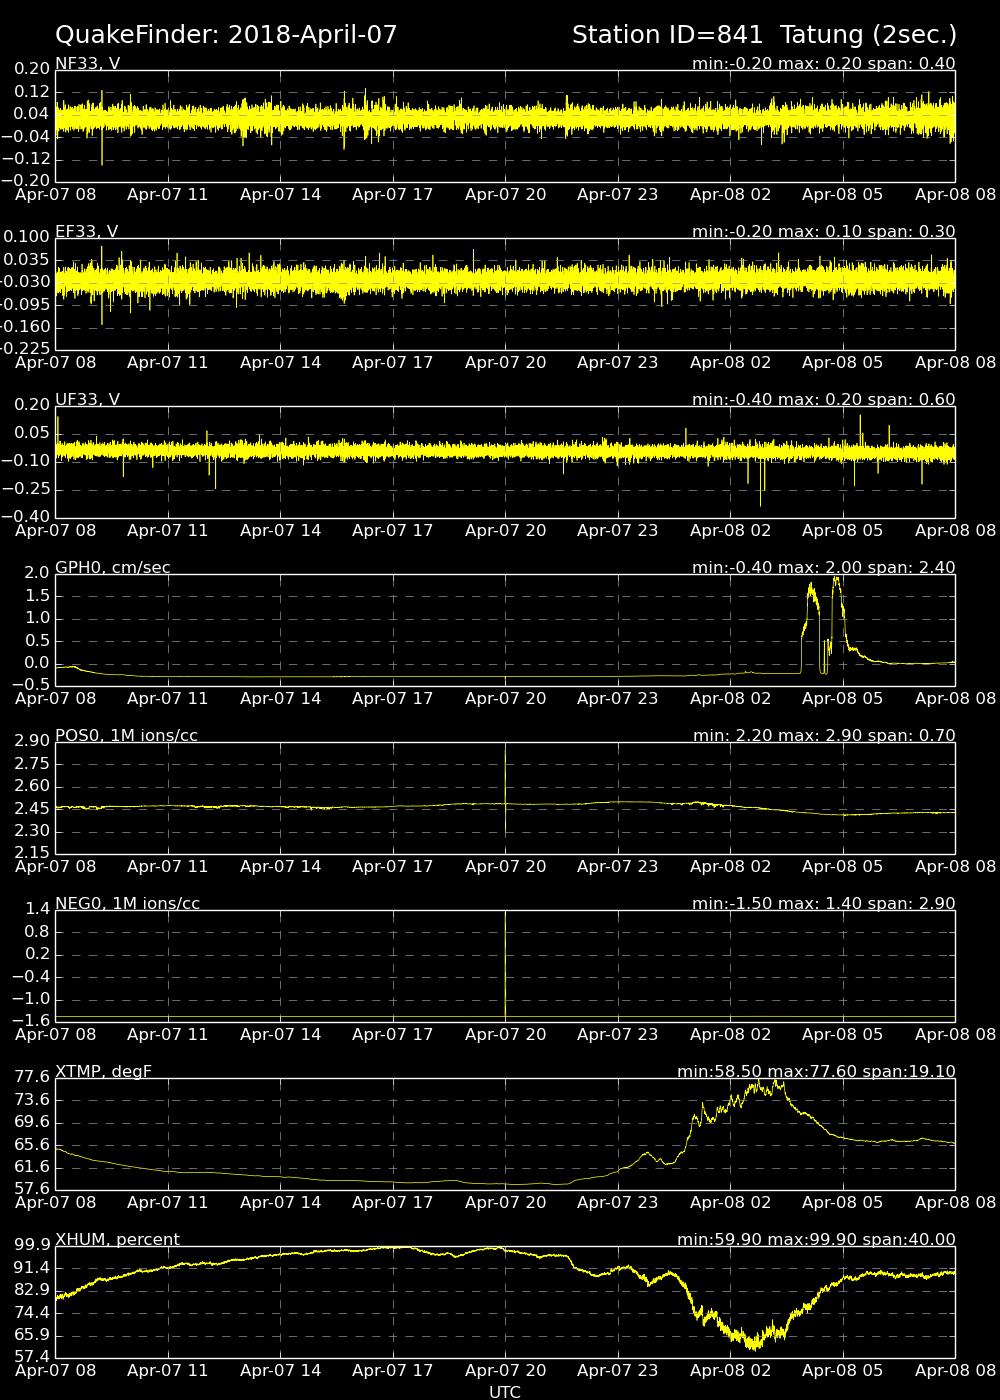 QuakeFinder: 2018-April-07 Station ID=841 Tatung (2sec.)
NF33, V min:-0.20 max: 0.20 span: 0.40
0.20
0.12
0.04
−0.04
−0.12
−0.20
Apr-07 08 Apr-07 11 Apr-07 14 Apr-07 17 Apr-07 20 Apr-07 23 Apr-08 02 Apr-08 05 Apr-08 08
EF33, V min:-0.20 max: 0.10 span: 0.30
0.100
0.035
-0.030
-0.095
-0.160
-0.225
Apr-07 08 Apr-07 11 Apr-07 14 Apr-07 17 Apr-07 20 Apr-07 23 Apr-08 02 Apr-08 05 Apr-08 08
UF33, V min:-0.40 max: 0.20 span: 0.60
0.20
0.05
−0.10
−0.25
−0.40
Apr-07 08 Apr-07 11 Apr-07 14 Apr-07 17 Apr-07 20 Apr-07 23 Apr-08 02 Apr-08 05 Apr-08 08
GPH0, cm/sec min:-0.40 max: 2.00 span: 2.40
2.0
1.5
1.0
0.5
0.0
−0.5
Apr-07 08 Apr-07 11 Apr-07 14 Apr-07 17 Apr-07 20 Apr-07 23 Apr-08 02 Apr-08 05 Apr-08 08
POS0, 1M ions/cc min: 2.20 max: 2.90 span: 0.70
2.90
2.75
2.60
2.45
2.30
2.15
Apr-07 08 Apr-07 11 Apr-07 14 Apr-07 17 Apr-07 20 Apr-07 23 Apr-08 02 Apr-08 05 Apr-08 08
NEG0, 1M ions/cc min:-1.50 max: 1.40 span: 2.90
1.4
0.8
0.2
−0.4
−1.0
−1.6
Apr-07 08 Apr-07 11 Apr-07 14 Apr-07 17 Apr-07 20 Apr-07 23 Apr-08 02 Apr-08 05 Apr-08 08
XTMP, degF min:58.50 max:77.60 span:19.10
77.6
73.6
69.6
65.6
61.6
57.6
Apr-07 08 Apr-07 11 Apr-07 14 Apr-07 17 Apr-07 20 Apr-07 23 Apr-08 02 Apr-08 05 Apr-08 08
XHUM, percent min:59.90 max:99.90 span:40.00
99.9
91.4
82.9
74.4
65.9
57.4
Apr-07 08 Apr-07 11 Apr-07 14 Apr-07 17 Apr-07 20 Apr-07 23 Apr-08 02 Apr-08 05 Apr-08 08
UTC